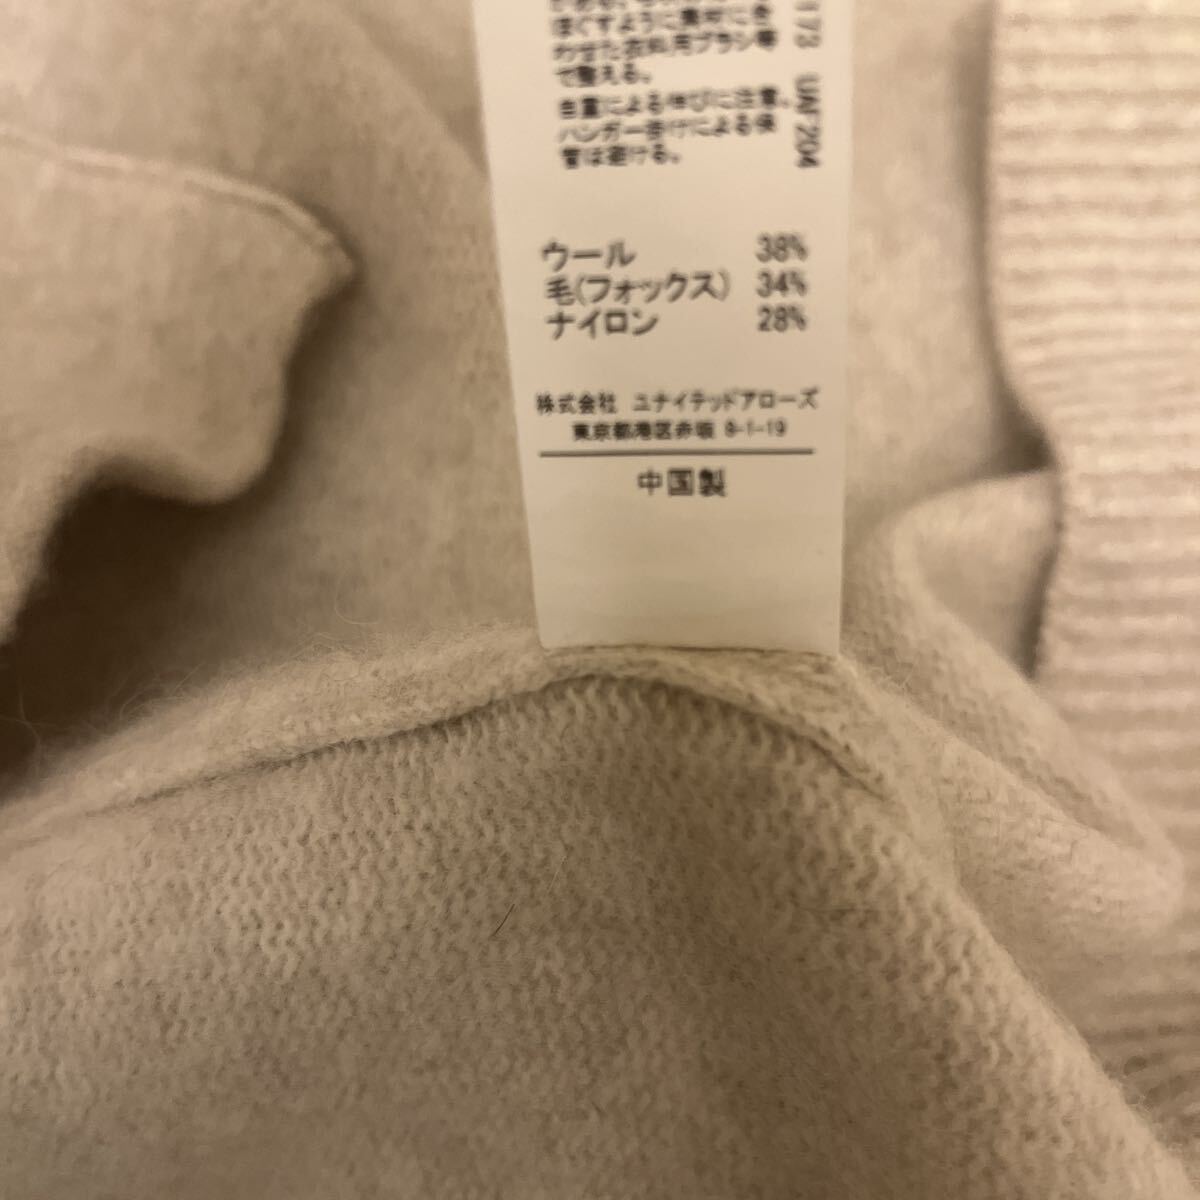 ほぐすように素材に合
わせた衣料用ブラシ等
で整える。
自重による伸びに注意。
ハンガー掛けによる保
管は避ける。
173 UAF204
ウール 38%
毛(フォックス) 34%
ナイロン 28%
株式会社 ユナイテッドアローズ
東京都港区赤坂 8-1-19
中国製